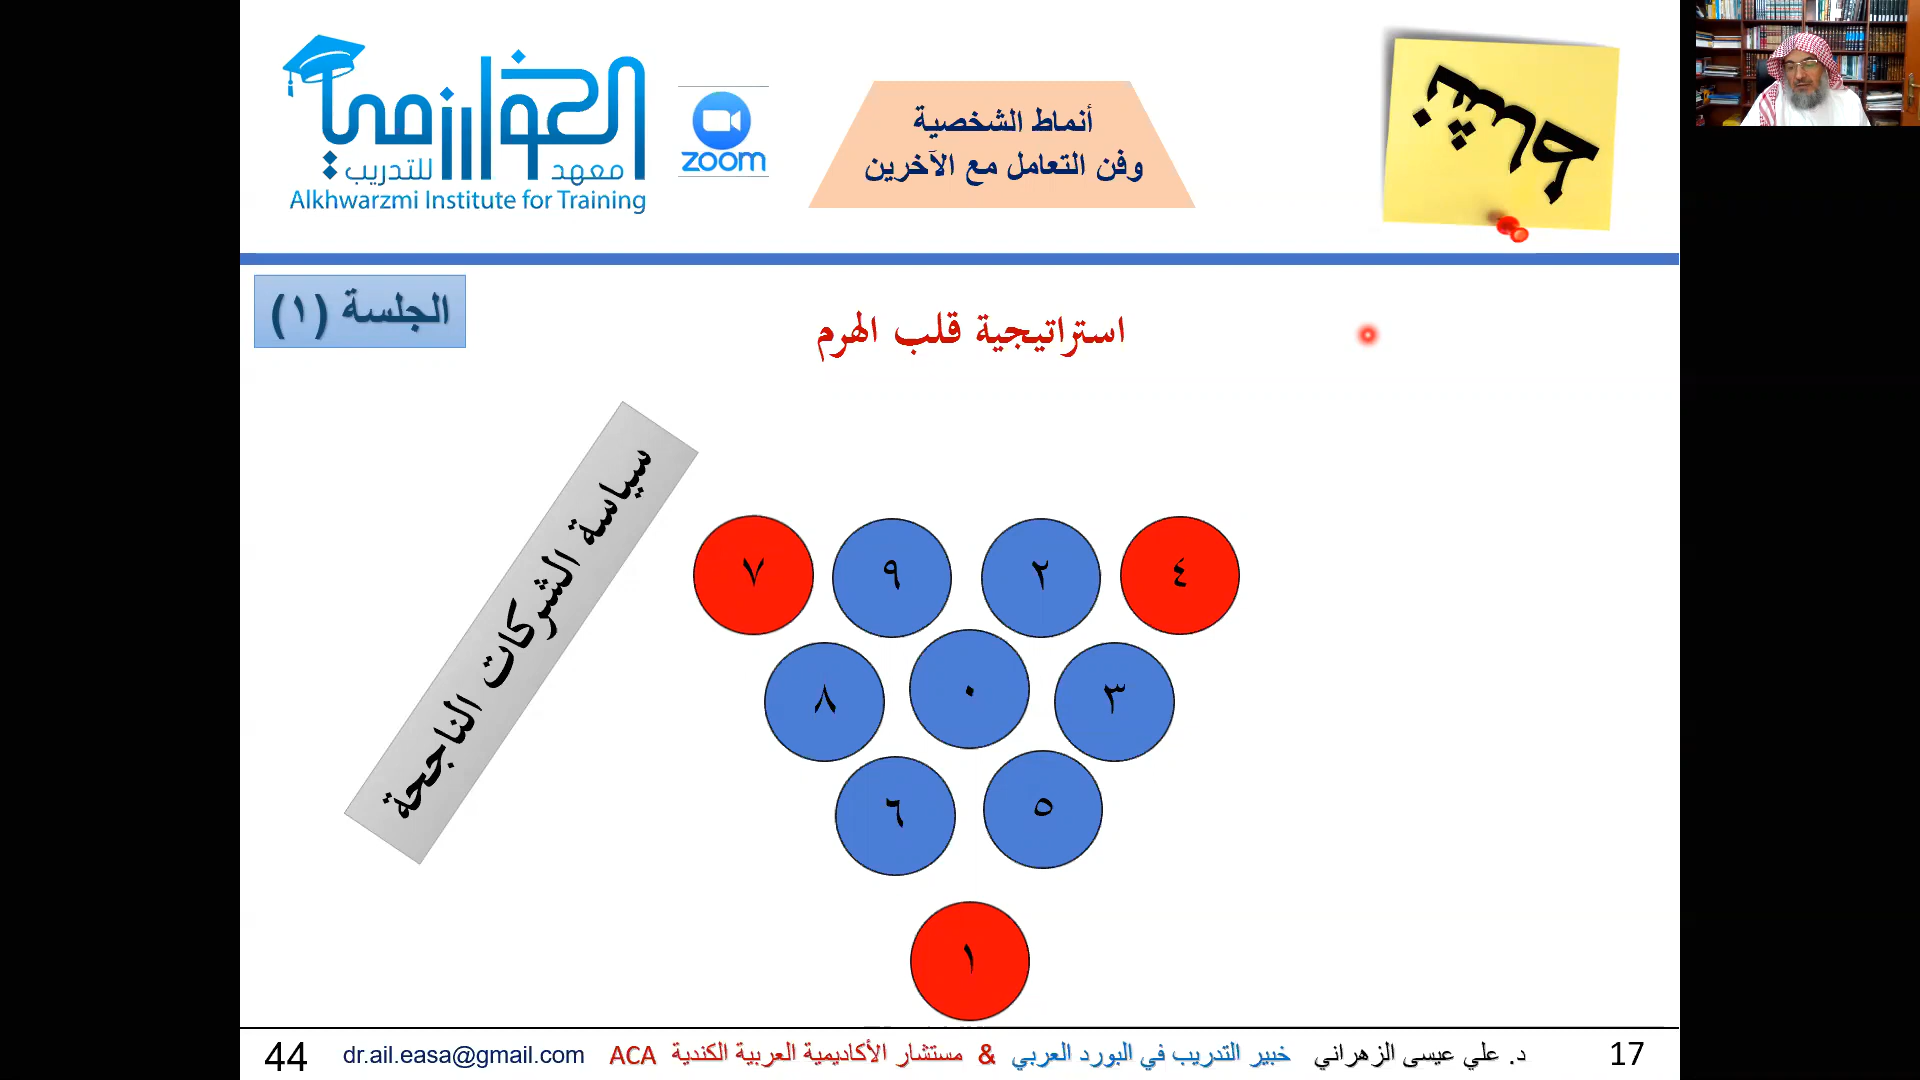 الخوارزمي
معهد للتدريب
Alkhwarzmi Institute for Training
zoom
أنماط الشخصية
وفن التعامل مع الآخرين
نشاط
الجلسة (١)
استراتيجية قلب الهرم
سياسة الشركات الناجحة
٧ ٩ ٢ ٤
٨ ٠ ٣
٦ ٥
١
44 dr.ail.easa@gmail.com د. علي عيسى الزهراني خبير التدريب في البورد العربي & مستشار الأكاديمية العربية الكندية ACA 17